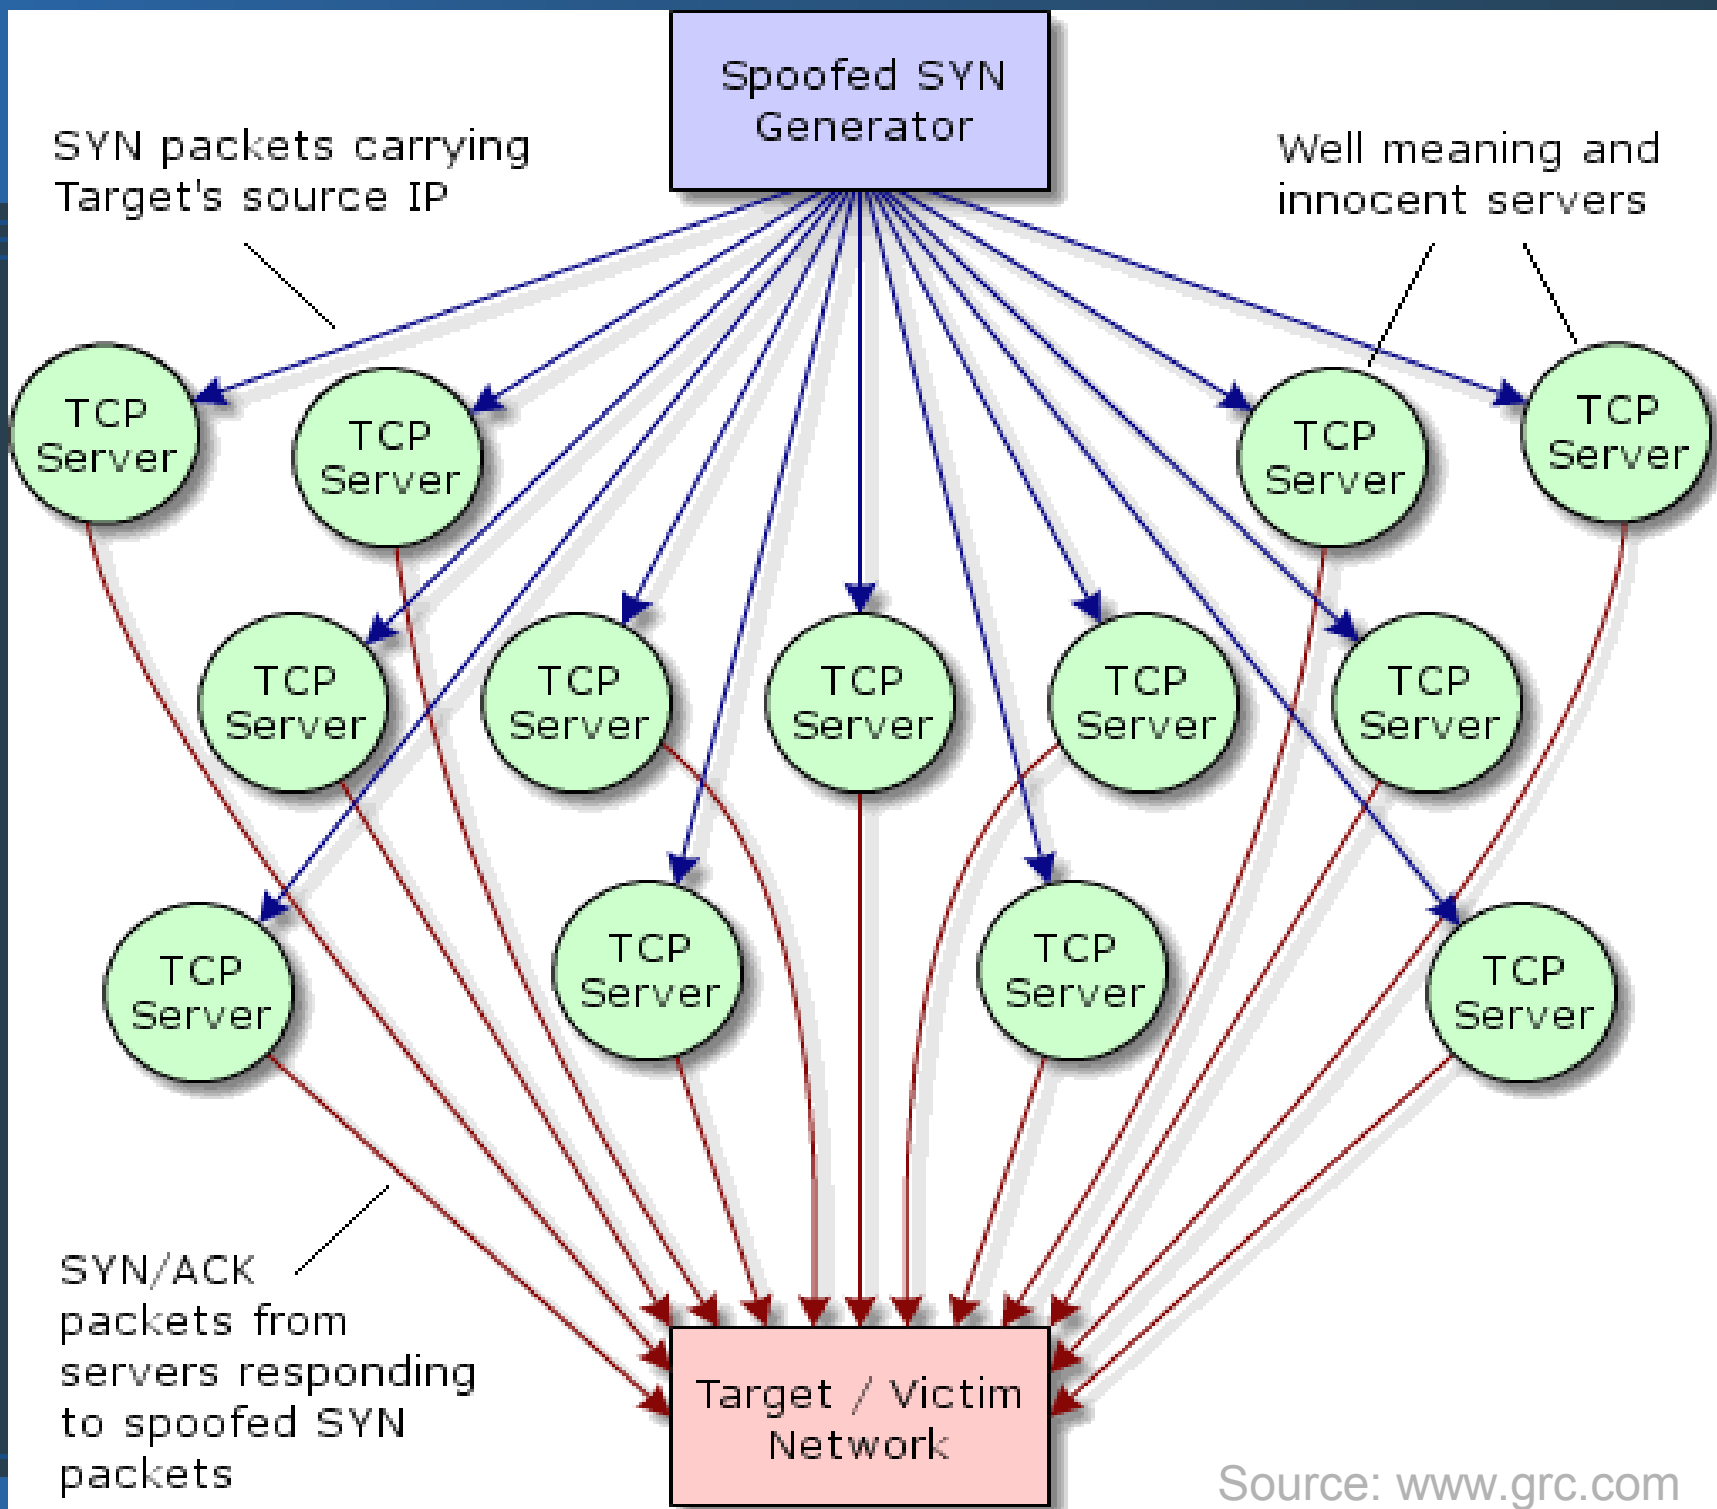 Spoofed SYN
Generator
SYN packets carrying
Target's source IP
Well meaning and
innocent servers
TCP
Server
TCP
Server
TCP
Server
TCP
Server
TCP
Server
TCP
Server
TCP
Server
TCP
Server
TCP
Server
TCP
Server
TCP
Server
TCP
Server
TCP
Server
SYN/ACK
packets from
servers responding
to spoofed SYN
packets
Target / Victim
Network
Source: www.grc.com